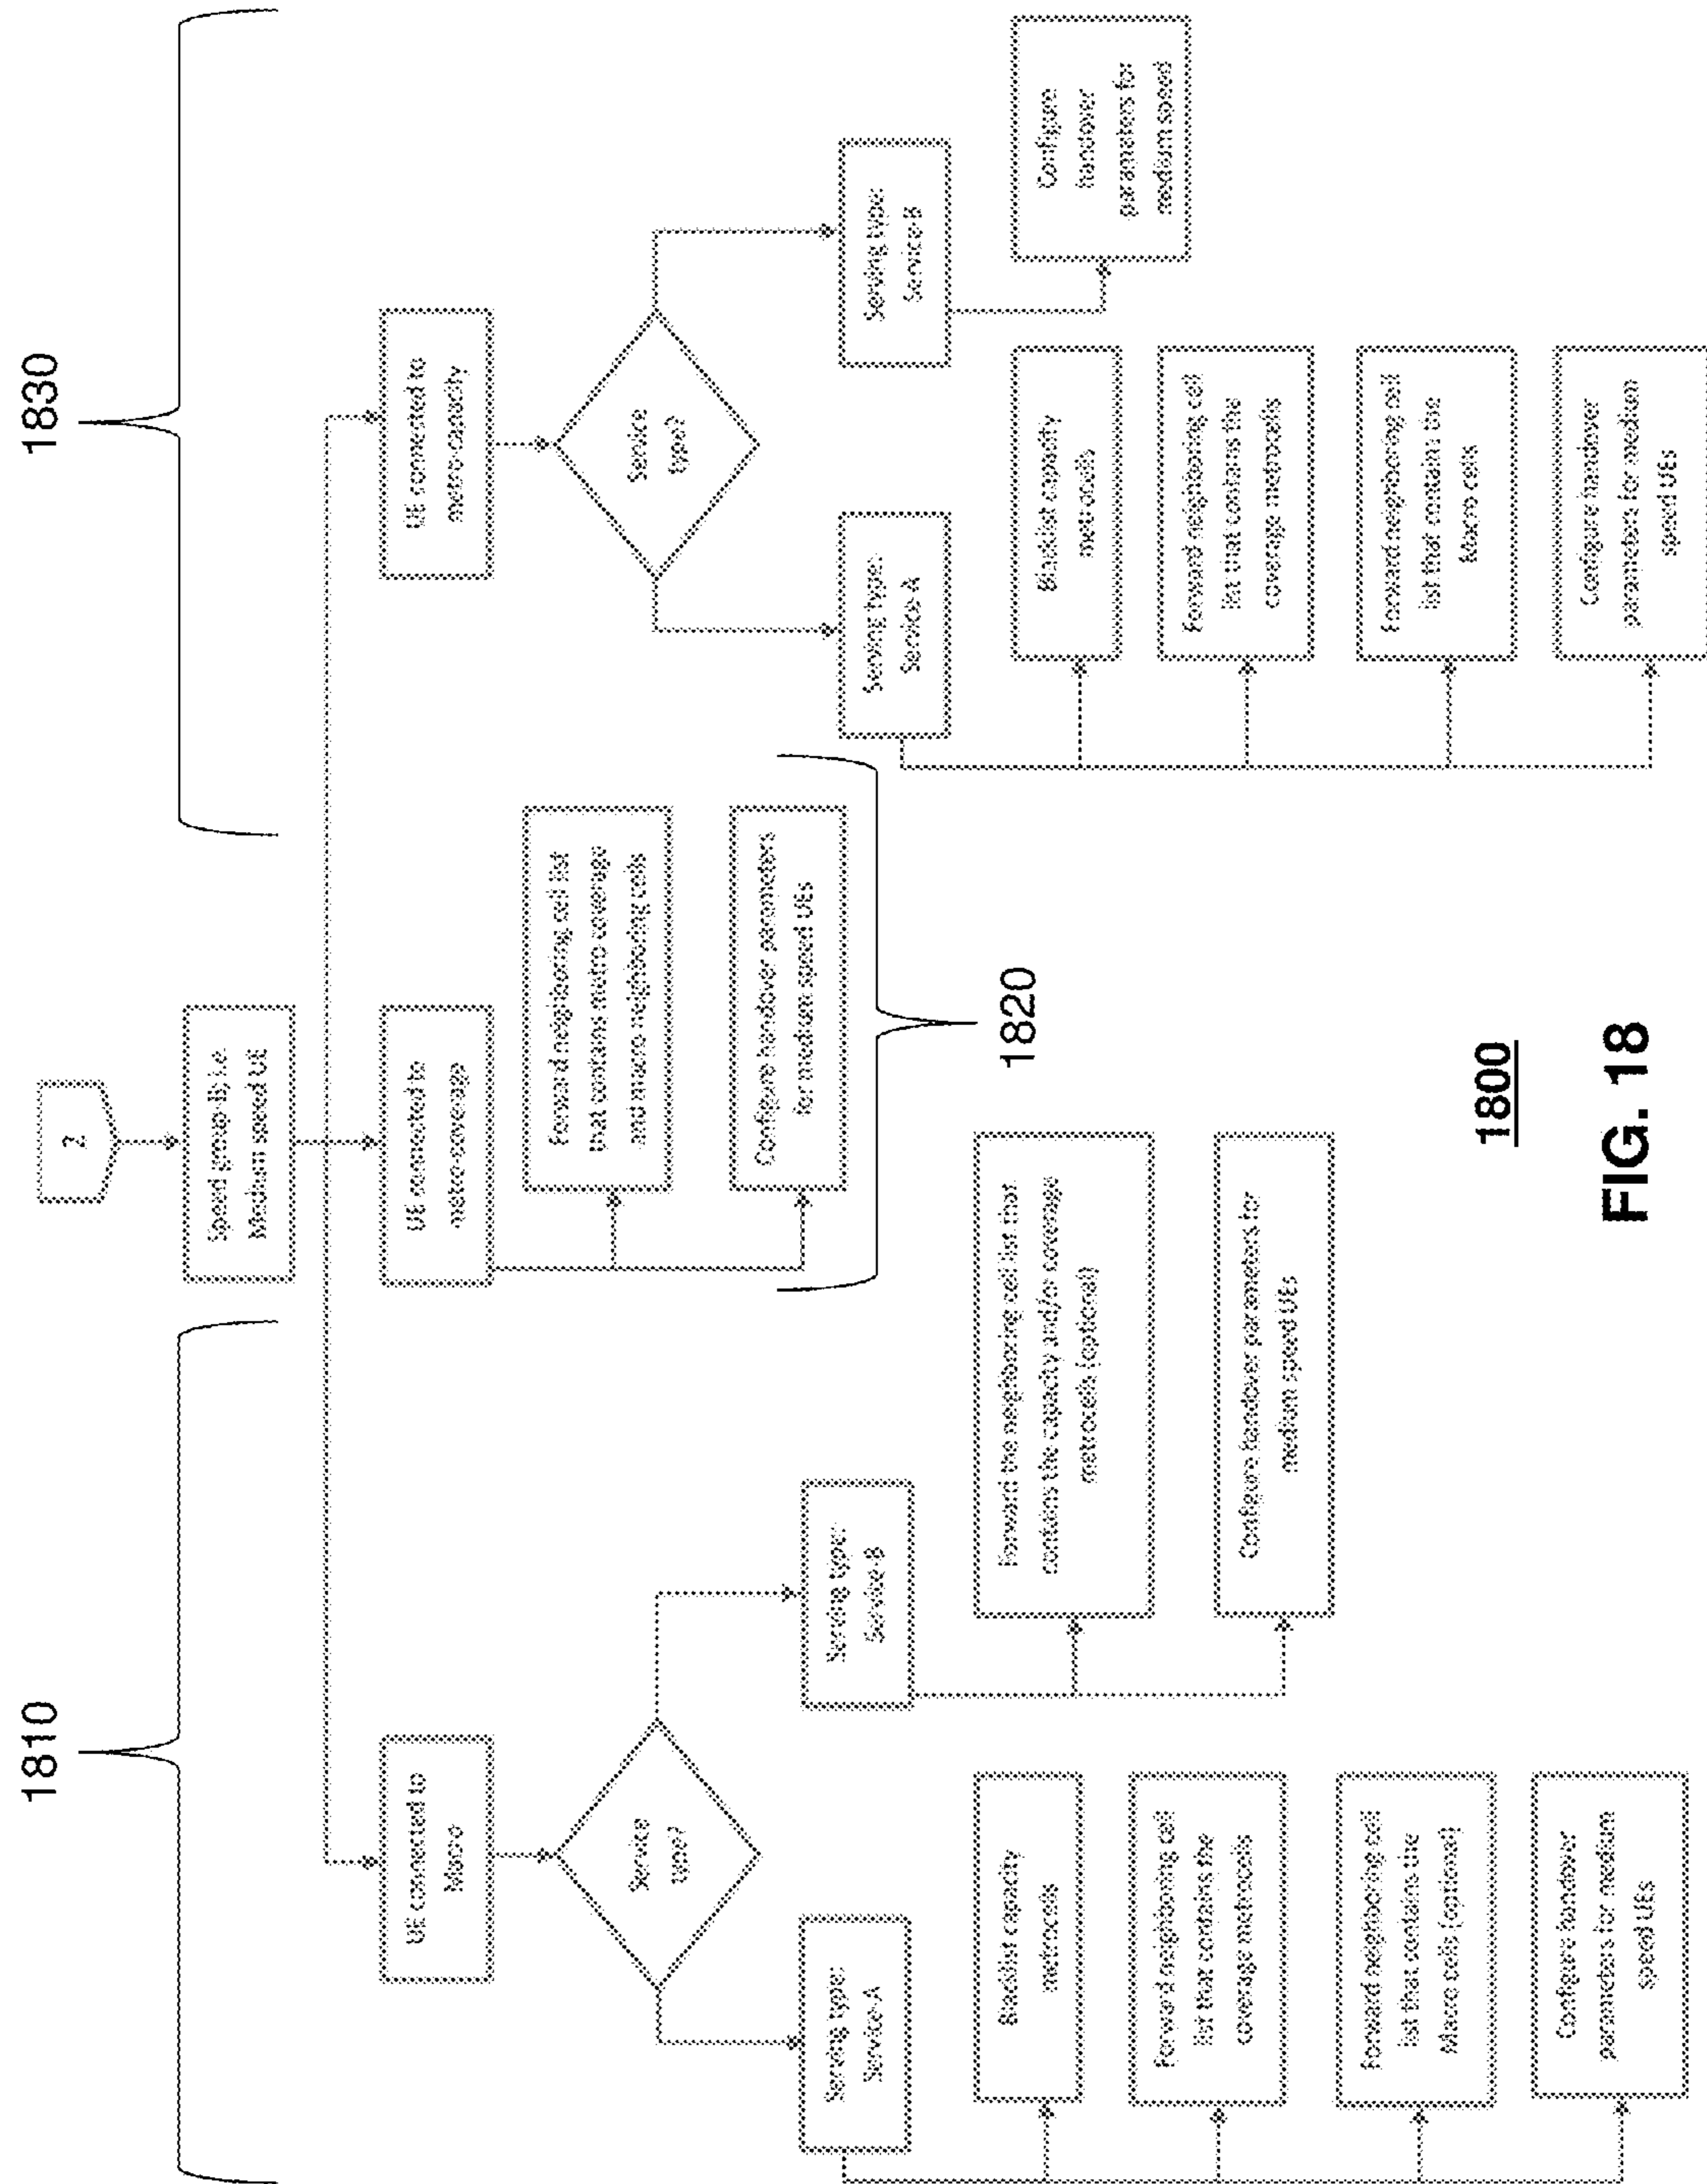 1810
1830
2
Speed group-B i.e.
Medium speed UE
UE connected to
Macro
UE connected to
metro-coverage
UE connected to
metro-capacity
Service
type?
Serving type:
Service-A
Serving type:
Service-B
Blacklist capacity
metrocells
Forward neighboring cell
list that contains the
coverage metrocells
Forward neighboring cell
list that contains the
Macro cells (optional)
Configure handover
parameters for medium
speed UEs
Forward the neighboring cell list that
contains the capacity and/or coverage
metrocells (optional)
Configure handover parameters for
medium speed UEs
Forward neighboring cell list
that contains metro coverage
and macro neighboring cells
Configure handover parameters
for medium speed UEs
1820
Service
type?
Serving type:
Service-A
Serving type:
Service-B
Blacklist capacity
metrocells
Forward neighboring cell
list that contains the
coverage metrocells
Forward neighboring cell
list that contains the
Macro cells
Configure handover
parameters for medium
speed UEs
Configure
handover
parameters for
medium speed
1800
FIG. 18